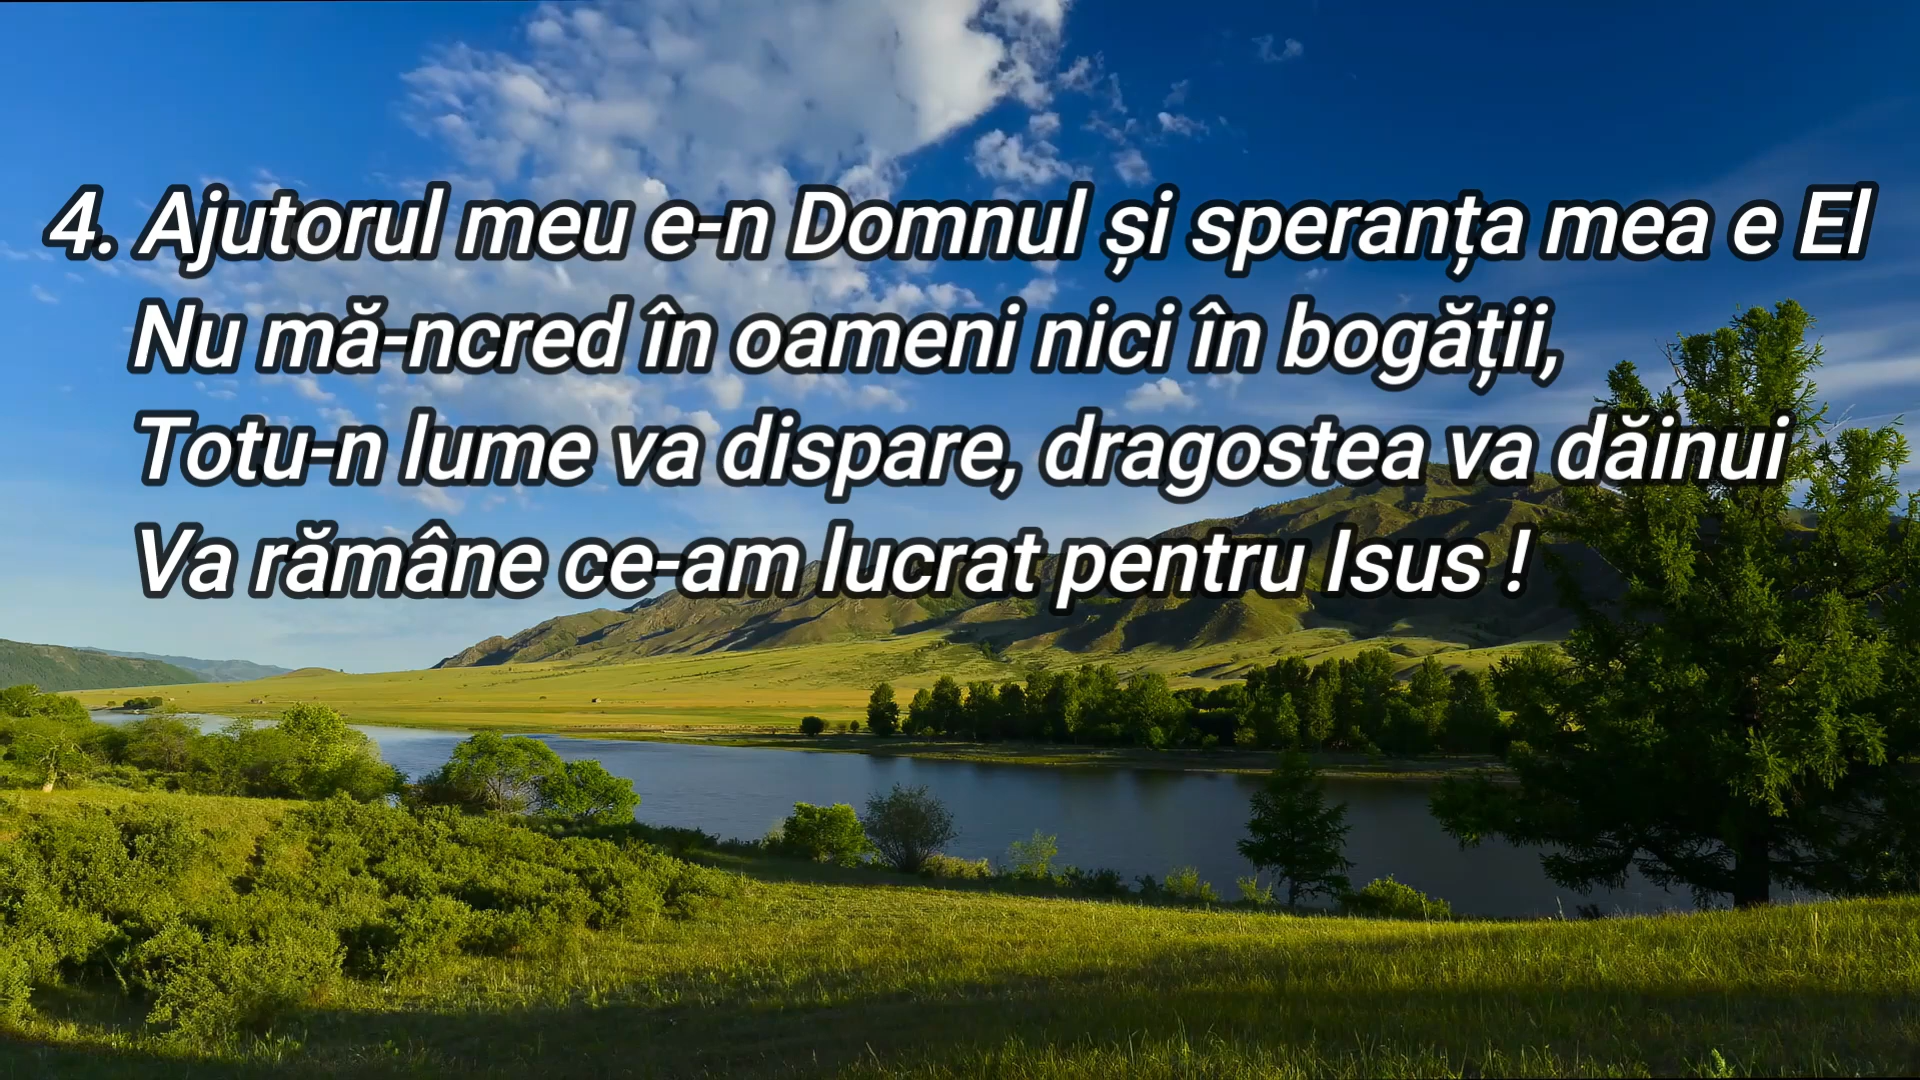 4. Ajutorul meu e-n Domnul și speranța mea e El
Nu mă-ncred în oameni nici în bogății,
Totu-n lume va dispare, dragostea va dăinui
Va rămâne ce-am lucrat pentru Isus !